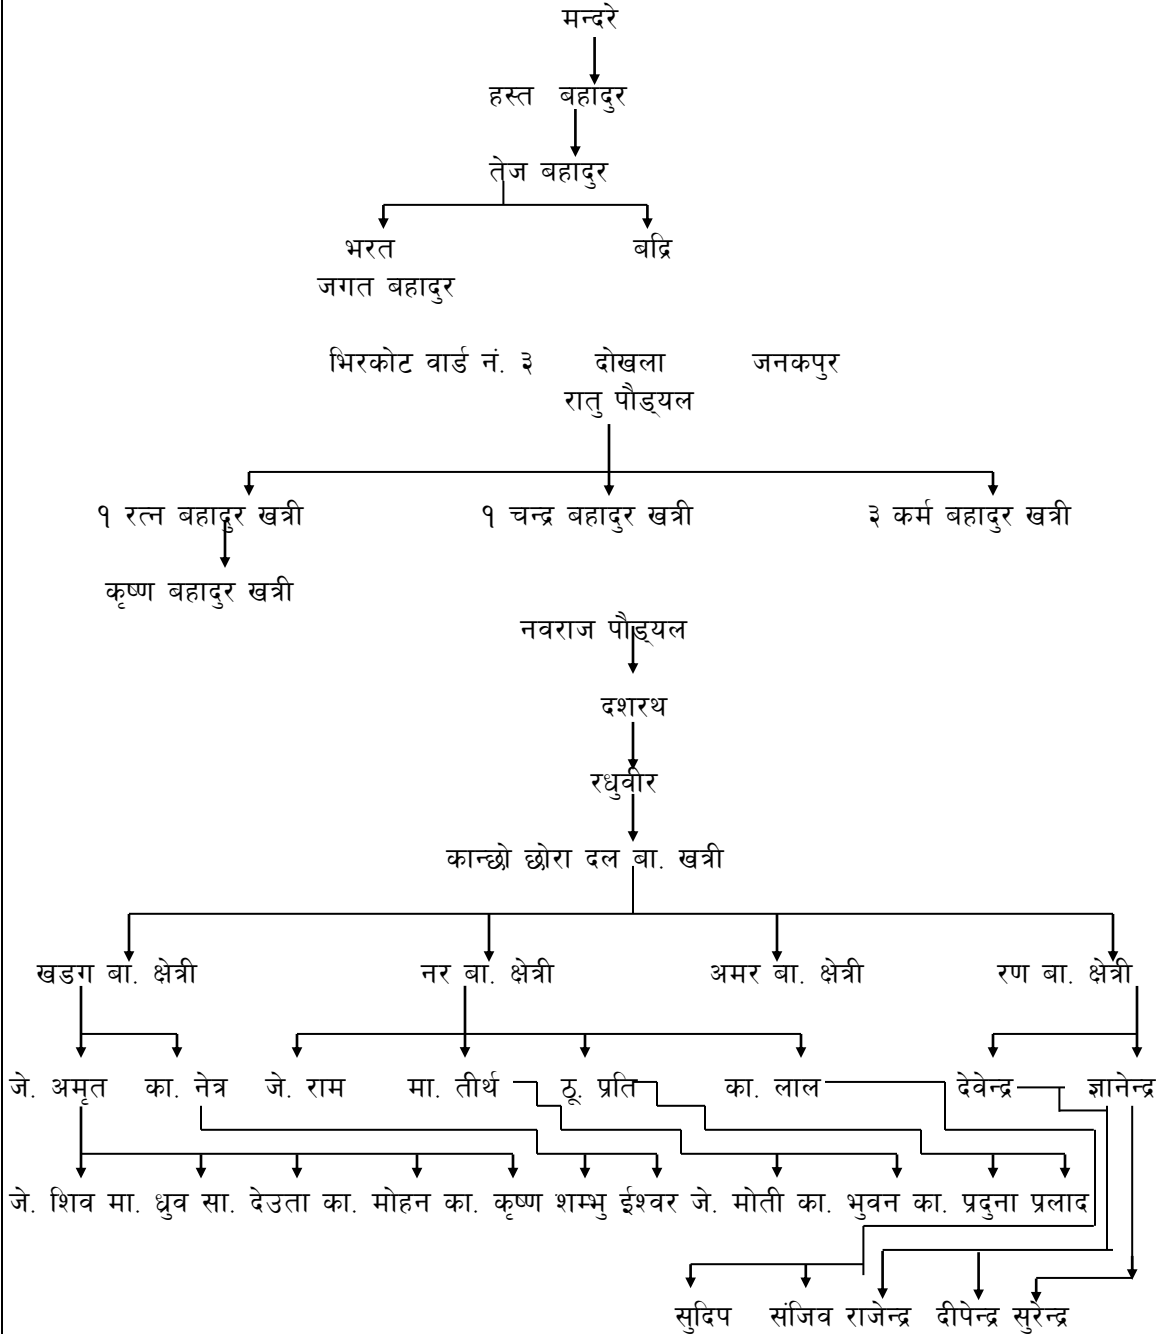 मन्दरे
हस्त बहादुर
तेज बहादुर
भरत बद्रि
जगत बहादुर
भिरकोट वार्ड नं. ३ दोखला जनकपुर
रातु पौड्यल
१ रत्न बहादुर खत्री १ चन्द्र बहादुर खत्री ३ कर्म बहादुर खत्री
कृष्ण बहादुर खत्री
नवराज पौड्यल
दशरथ
रधुवीर
कान्छो छोरा दल बा. खत्री
खडग बा. क्षेत्री नर बा. क्षेत्री अमर बा. क्षेत्री रण बा. क्षेत्री
जे. अमृत का. नेत्र जे. राम मा. तीर्थ ठू. प्रति का. लाल देवेन्द्र ज्ञानेन्द्र
जे. शिव मा. ध्रुव सा. देउता का. मोहन का. कृष्ण शम्भु ईश्वर जे. मोती का. भुवन का. प्रदुना प्रलाद
सुदिप संजिव राजेन्द्र दीपेन्द्र सुरेन्द्र